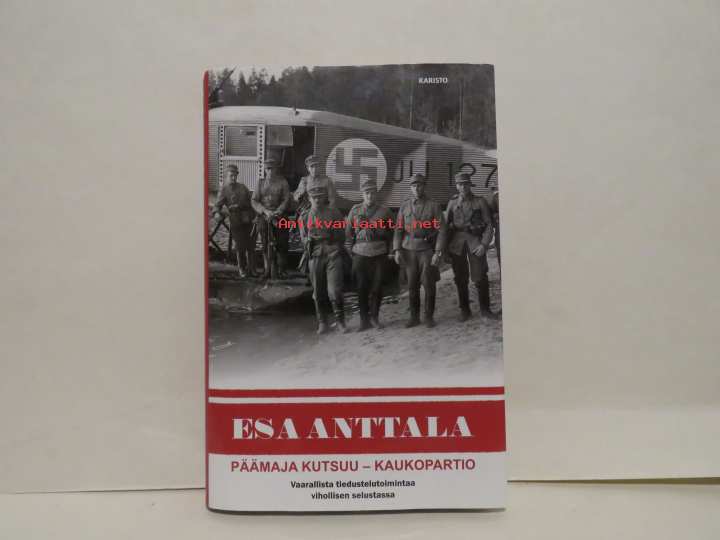 KARISTO
JU 127
Antikvariaatti.net
ESA ANTTALA
PÄÄMAJA KUTSUU – KAUKOPARTIO
Vaarallista tiedustelutoimintaa
vihollisen selustassa